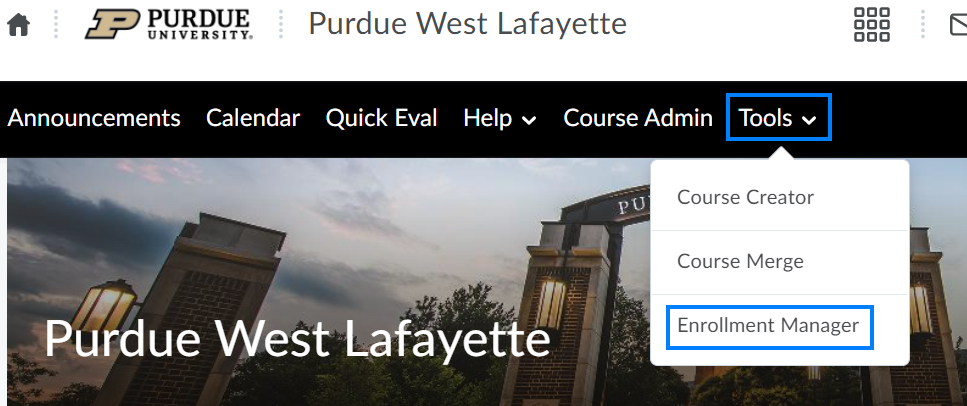 PURDUE
UNIVERSITY.
Purdue West Lafayette
Announcements Calendar Quick Eval Help Course Admin Tools
Course Creator
Course Merge
Enrollment Manager
PU
Purdue West Lafayette